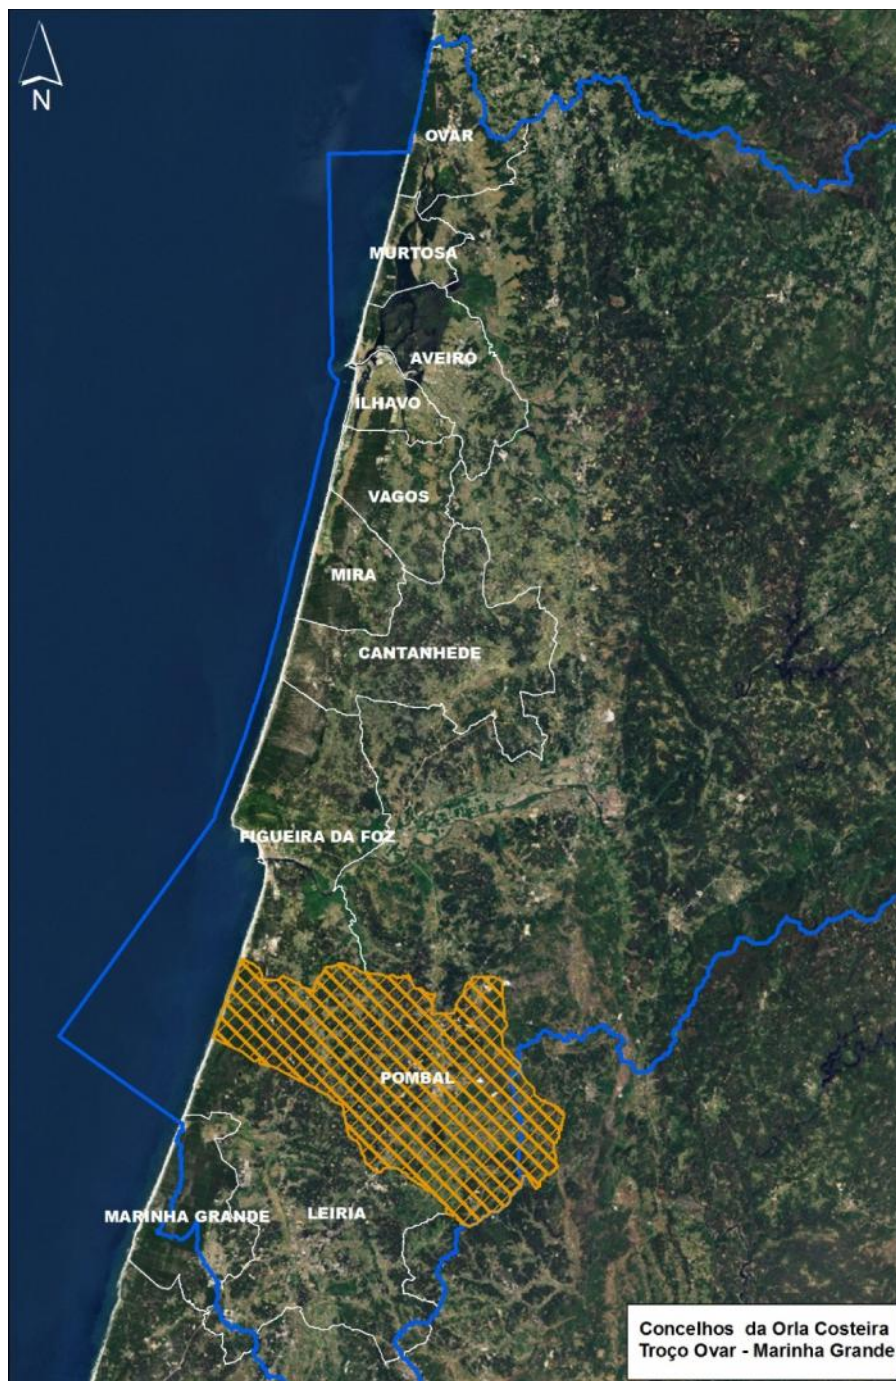 N
OVAR
MURTOSA
AVEIRO
ÍLHAVO
VAGOS
MIRA
CANTANHEDE
FIGUEIRA DA FOZ
POMBAL
MARINHA GRANDE
LEIRIA
Concelhos da Orla Costeira
Troço Ovar - Marinha Grande